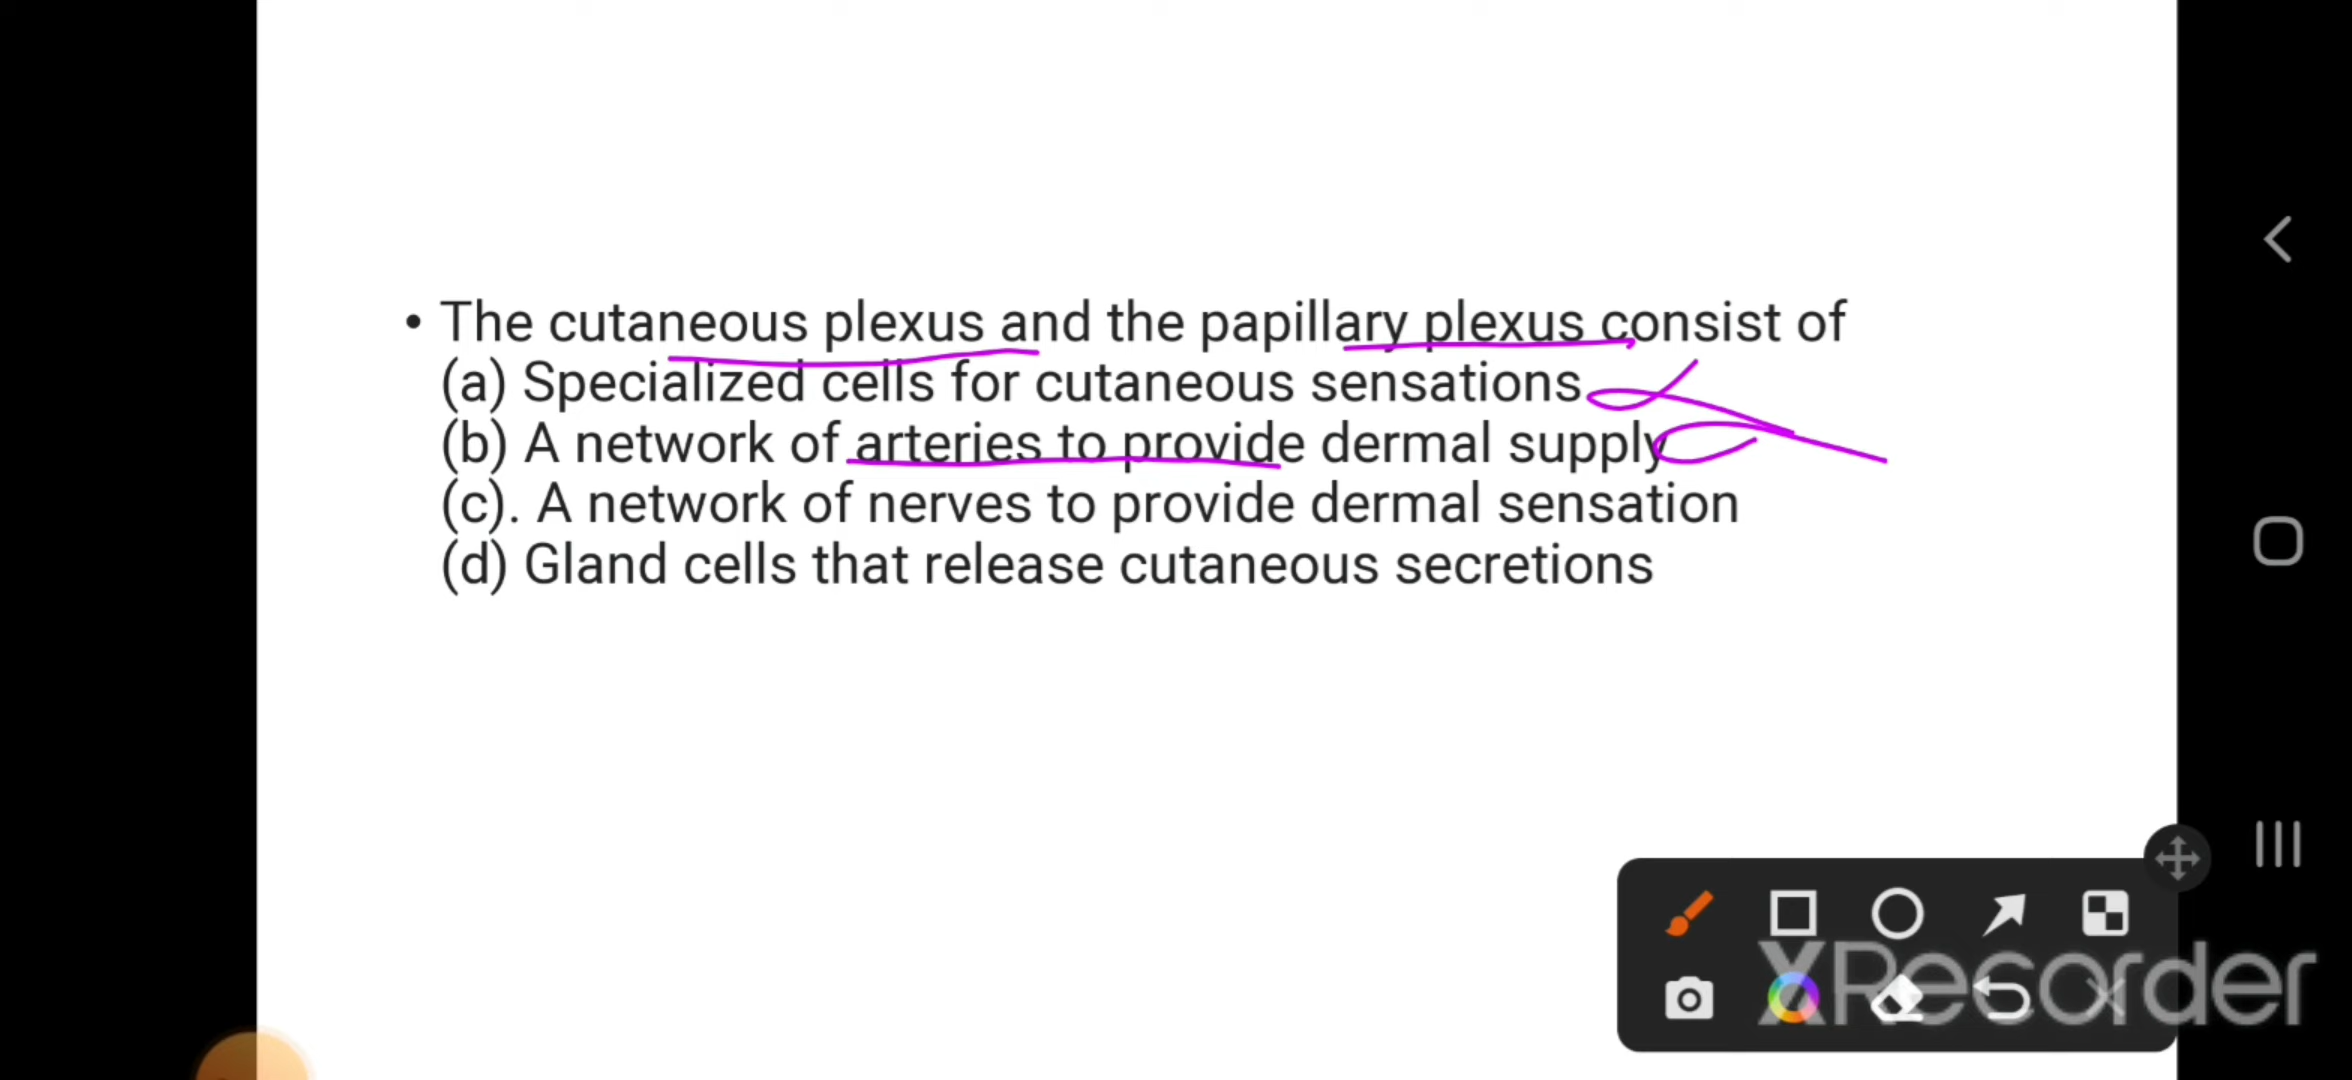 • The cutaneous plexus and the papillary plexus consist of
(a) Specialized cells for cutaneous sensations
(b) A network of arteries to provide dermal supply
(c). A network of nerves to provide dermal sensation
(d) Gland cells that release cutaneous secretions
XRecorder